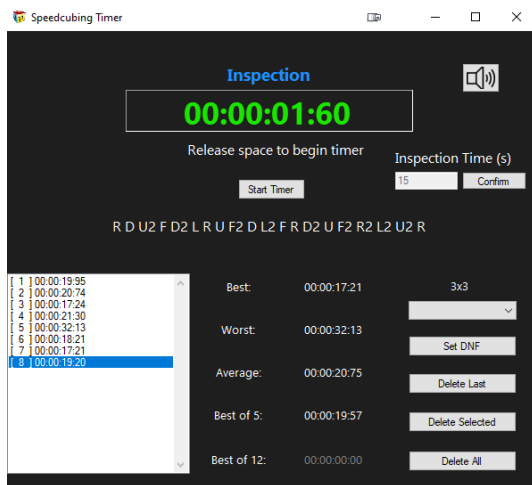 Speedcubing Timer
Inspection
00:00:01:60
Release space to begin timer
Inspection Time (s)
15
Confirm
Start Timer
R D U2 F D2 L R U F2 D L2 F R D2 U F2 R2 L2 U2 R
[ 1 ] 00:00:19:95
[ 2 ] 00:00:20:74
[ 3 ] 00:00:17:24
[ 4 ] 00:00:21:30
[ 5 ] 00:00:32:13
[ 6 ] 00:00:18:21
[ 7 ] 00:00:17:21
[ 8 ] 00:00:19:20
Best: 00:00:17:21
Worst: 00:00:32:13
Average: 00:00:20:75
Best of 5: 00:00:19:57
Best of 12: 00:00:00:00
3x3
Set DNF
Delete Last
Delete Selected
Delete All